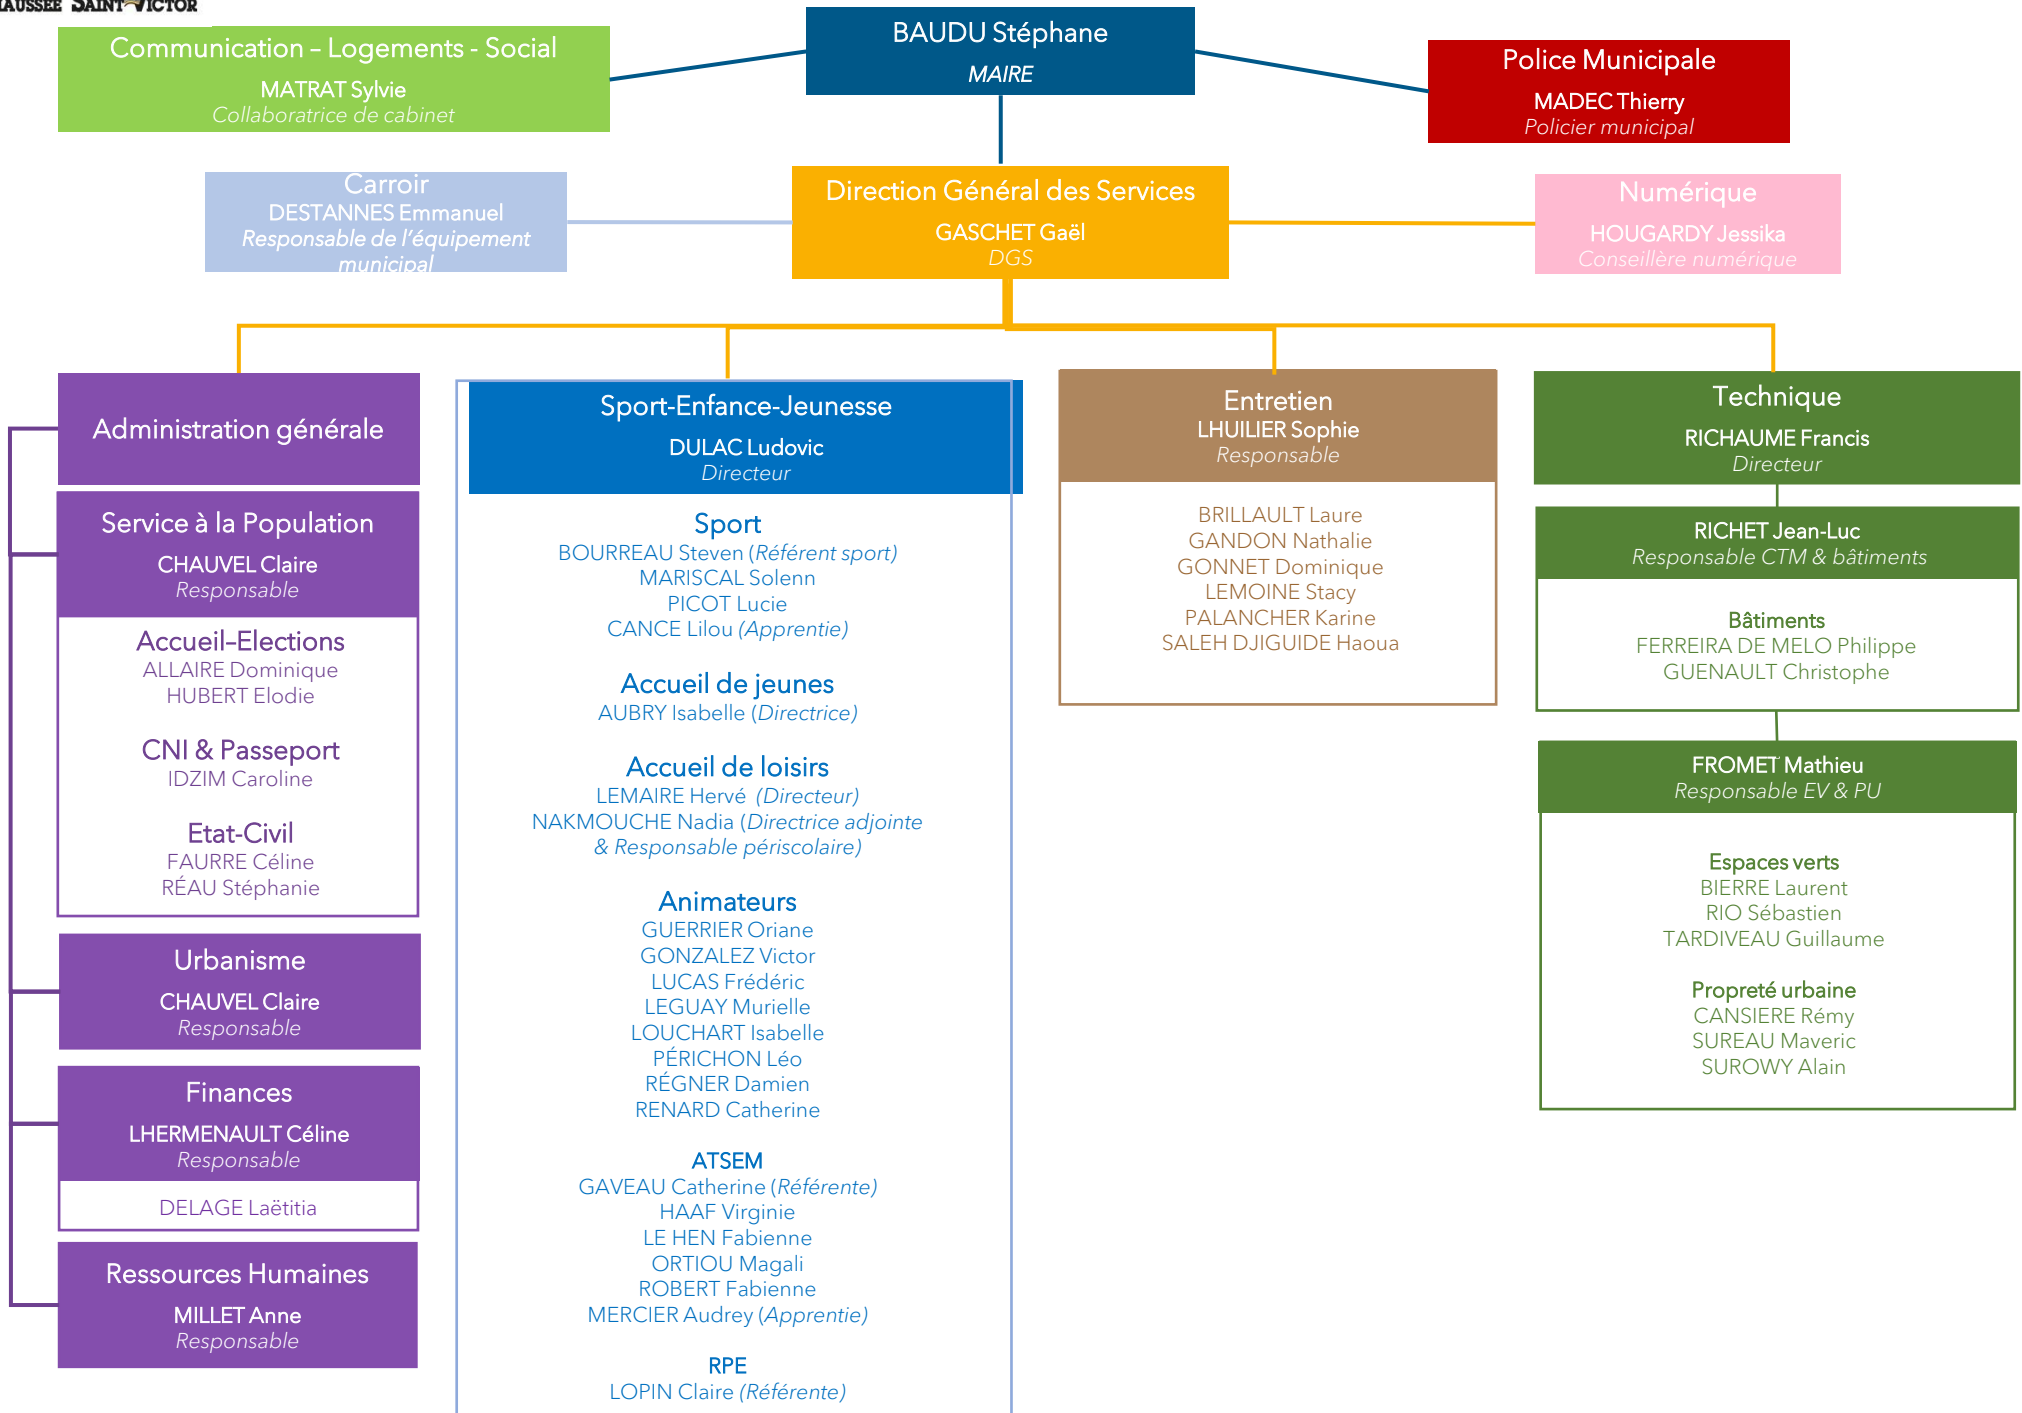 HAUSSÉE SAINT-VICTOR
Communication – Logements - Social
MATRAT Sylvie
Collaboratrice de cabinet
BAUDU Stéphane
MAIRE
Police Municipale
MADEC Thierry
Policier municipal
Carroir
DESTANNES Emmanuel
Responsable de l'équipement
municipal
Direction Général des Services
GASCHET Gaël
DGS
Numérique
HOUGARDY Jessika
Conseillère numérique
Administration générale
Service à la Population
CHAUVEL Claire
Responsable
Accueil–Elections
ALLAIRE Dominique
HUBERT Elodie
CNI & Passeport
IDZIM Caroline
Etat-Civil
FAURRE Céline
RÉAU Stéphanie
Urbanisme
CHAUVEL Claire
Responsable
Finances
LHERMENAULT Céline
Responsable
DELAGE Laëtitia
Ressources Humaines
MILLET Anne
Responsable
Sport-Enfance-Jeunesse
DULAC Ludovic
Directeur
Sport
BOURREAU Steven (Référent sport)
MARISCAL Solenn
PICOT Lucie
CANCE Lilou (Apprentie)
Accueil de jeunes
AUBRY Isabelle (Directrice)
Accueil de loisirs
LEMAIRE Hervé (Directeur)
NAKMOUCHE Nadia (Directrice adjointe
& Responsable périscolaire)
Animateurs
GUERRIER Oriane
GONZALEZ Victor
LUCAS Frédéric
LEGUAY Murielle
LOUCHART Isabelle
PÉRICHON Léo
RÉGNER Damien
RENARD Catherine
ATSEM
GAVEAU Catherine (Référente)
HAAF Virginie
LE HEN Fabienne
ORTIOU Magali
ROBERT Fabienne
MERCIER Audrey (Apprentie)
RPE
LOPIN Claire (Référente)
Entretien
LHUILIER Sophie
Responsable
BRILLAULT Laure
GANDON Nathalie
GONNET Dominique
LEMOINE Stacy
PALANCHER Karine
SALEH DJIGUIDE Haoua
Technique
RICHAUME Francis
Directeur
RICHET Jean-Luc
Responsable CTM & bâtiments
Bâtiments
FERREIRA DE MELO Philippe
GUENAULT Christophe
FROMET Mathieu
Responsable EV & PU
Espaces verts
BIERRE Laurent
RIO Sébastien
TARDIVEAU Guillaume
Propreté urbaine
CANSIERE Rémy
SUREAU Maveric
SUROWY Alain